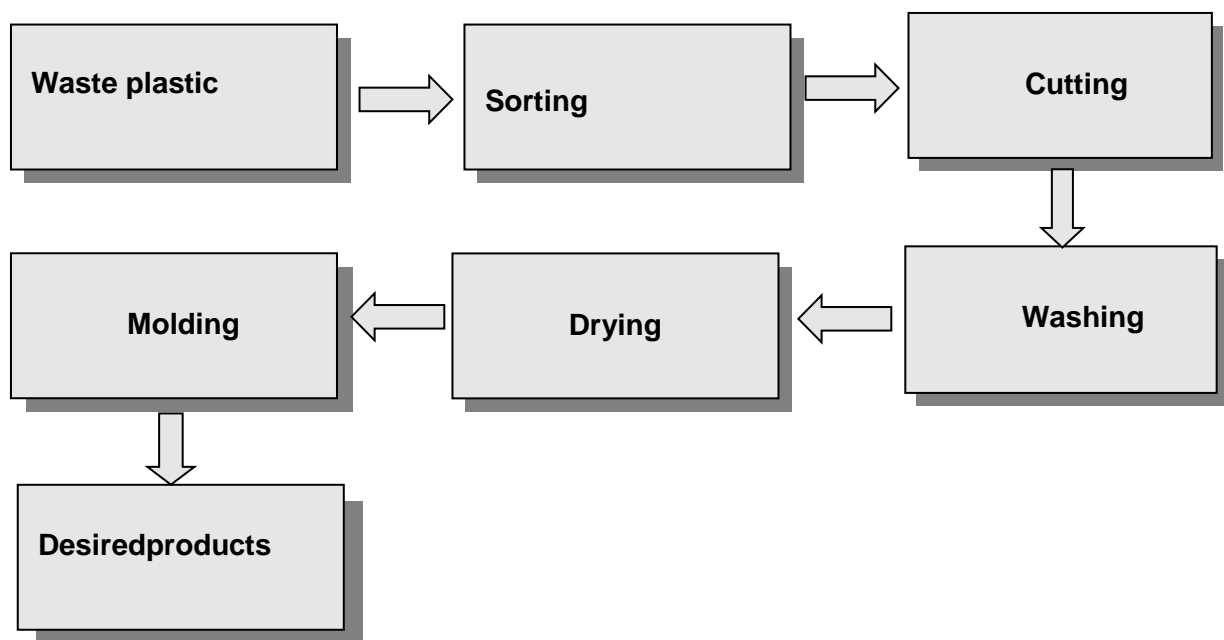 Waste plastic
Sorting
Cutting
Washing
Drying
Molding
Desiredproducts